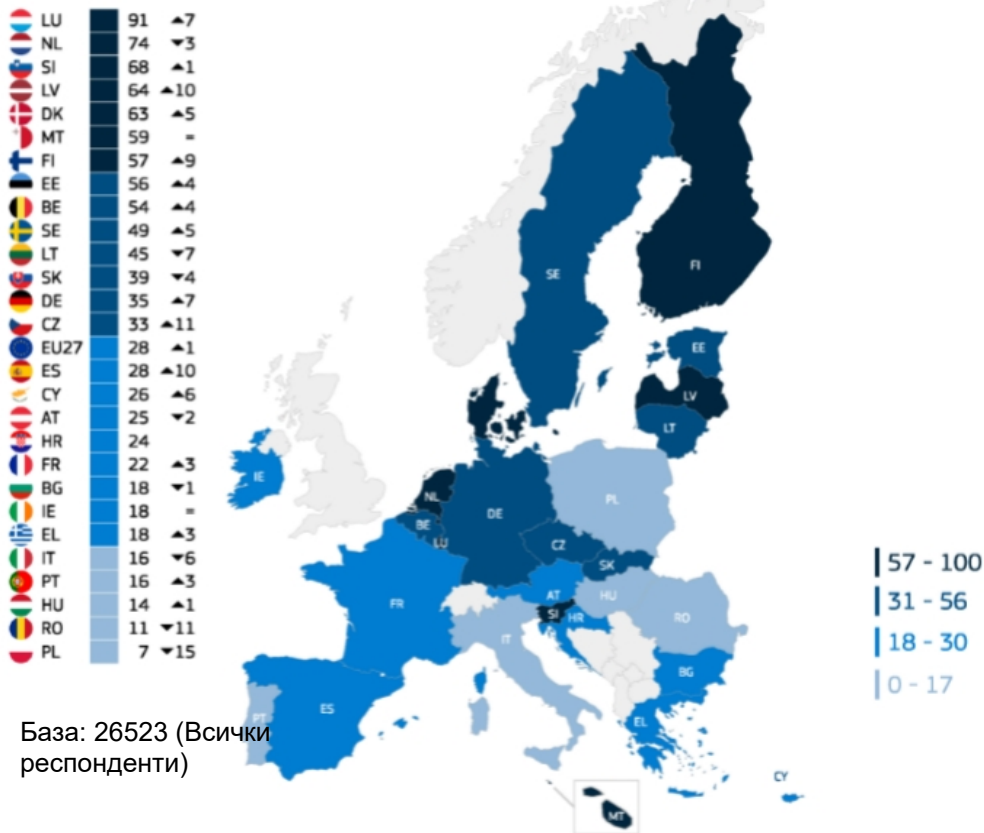 LU 91 ▲7
NL 74 ▼3
SI 68 ▲1
LV 64 ▲10
DK 63 ▲5
MT 59 =
FI 57 ▲9
EE 56 ▲4
BE 54 ▲4
SE 49 ▲5
LT 45 ▼7
SK 39 ▼4
DE 35 ▲7
CZ 33 ▲11
EU27 28 ▲1
ES 28 ▲10
CY 26 ▲6
AT 25 ▼2
HR 24
FR 22 ▲3
BG 18 ▼1
IE 18 =
EL 18 ▲3
IT 16 ▼6
PT 16 ▲3
HU 14 ▲1
RO 11 ▼11
PL 7 ▼15
База: 26523 (Всички
респонденти)
FI
SE
EE
LV
LT
IE
NL
PL
DE
BE
LU
CZ
SK
FR
AT
HU
SI
HR
RO
IT
BG
PT
ES
EL
CY
MT
57 - 100
31 - 56
18 - 30
0 - 17